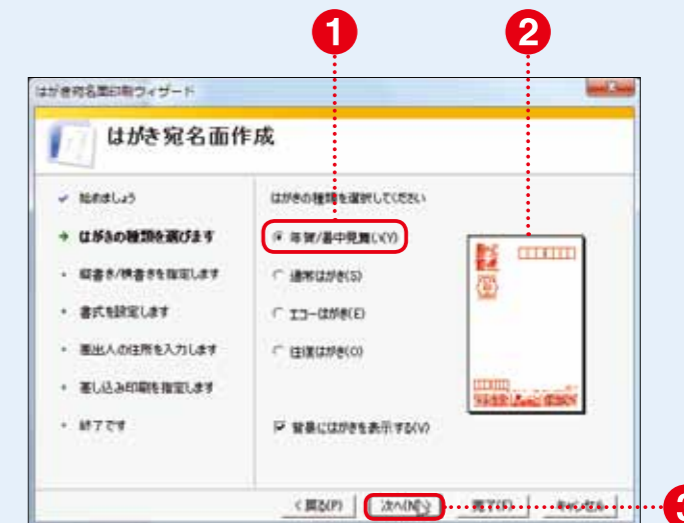 1
2
はがき宛名面印刷ウィザード
はがき宛名面作成
始めましょう
はがきの種類を選択してください
はがきの種類を選びます
年賀/暑中見舞い(Y)
縦書き/横書きを指定します
通常はがき(S)
書式を設定します
エコーはがき(E)
差出人の住所を入力します
往復はがき(O)
差し込み印刷を指定します
終了です
背景にはがきを表示する(V)
< 戻る(P)
次へ(N) >
完了(F)
キャンセル
3